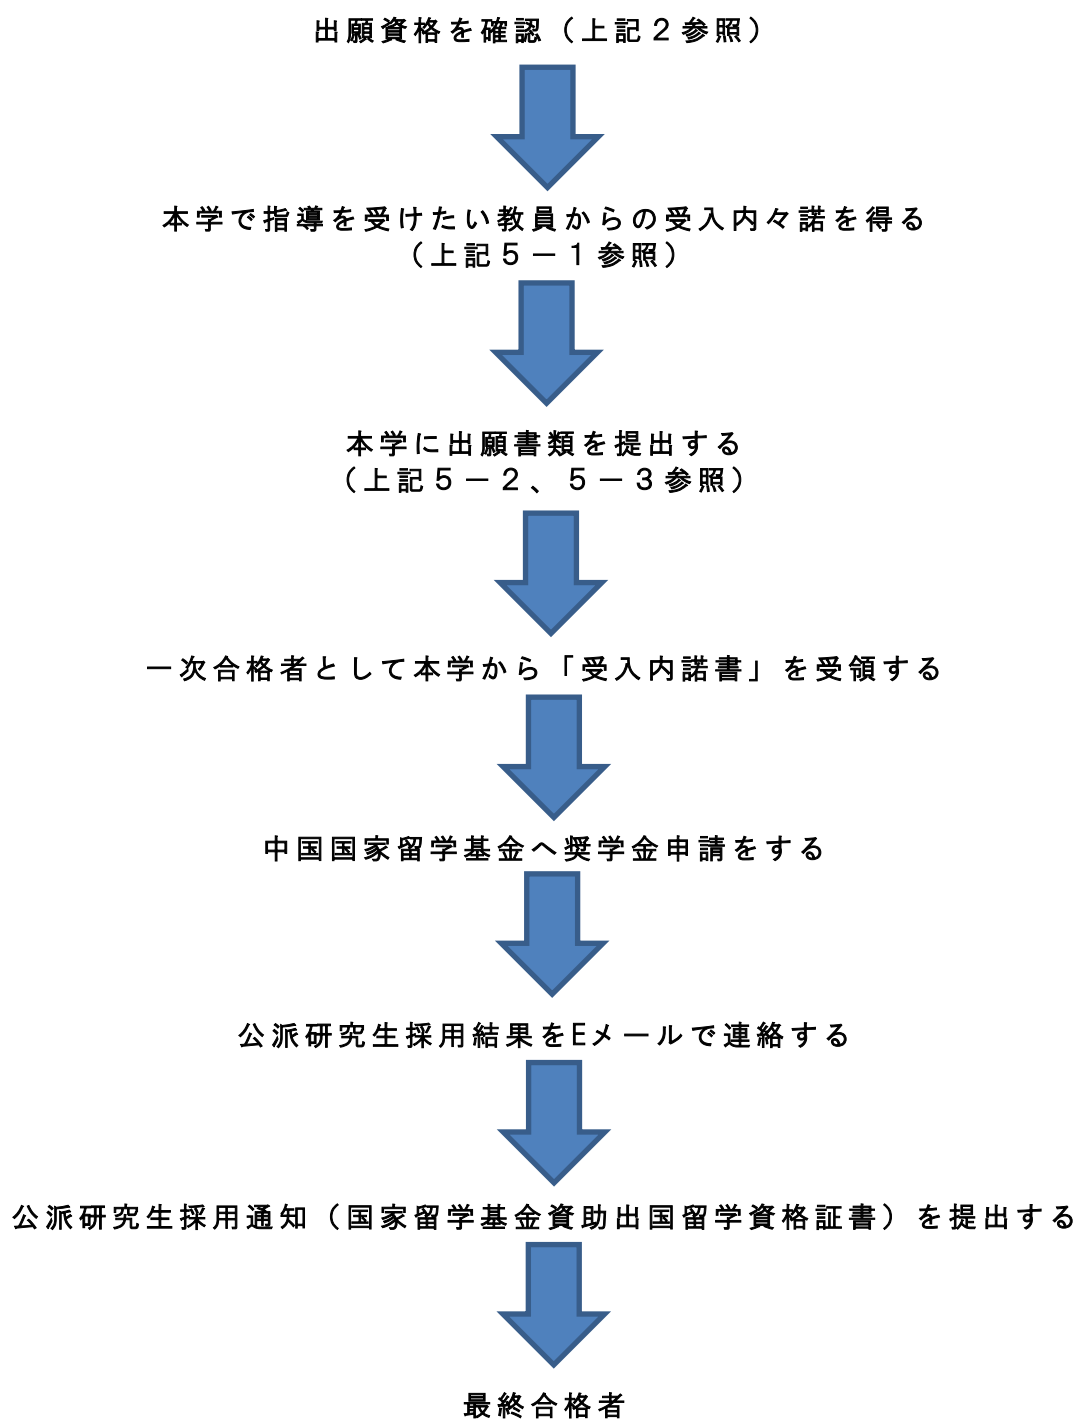 出願資格を確認（上記２参照）
本学で指導を受けたい教員からの受入内々諾を得る
（上記５－１参照）
本学に出願書類を提出する
（上記５－２、５－３参照）
一次合格者として本学から「受入内諾書」を受領する
中国国家留学基金へ奨学金申請をする
公派研究生採用結果をEメールで連絡する
公派研究生採用通知（国家留学基金資助出国留学資格証書）を提出する
最終合格者